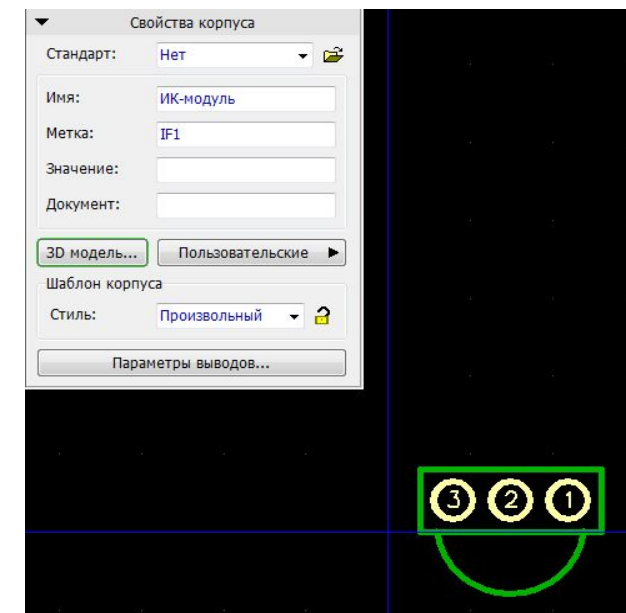 Свойства корпуса
Стандарт: Нет
Имя: ИК-модуль
Метка: IF1
Значение:
Документ:
3D модель... Пользовательские
Шаблон корпуса
Стиль: Произвольный
Параметры выводов...
3 2 1